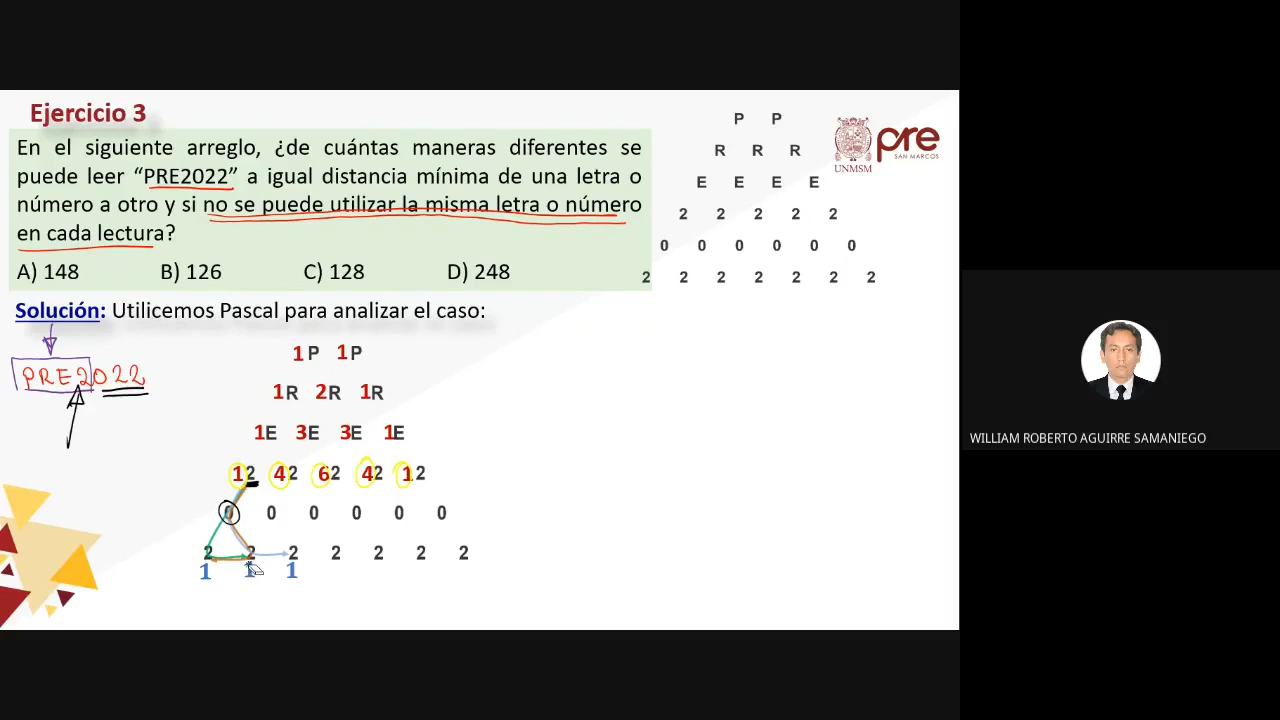 Ejercicio 3
En el siguiente arreglo, ¿de cuántas maneras diferentes se
puede leer “PRE2022” a igual distancia mínima de una letra o
número a otro y si no se puede utilizar la misma letra o número
en cada lectura?
A) 148 B) 126 C) 128 D) 248
P P
R R R
E E E E
2 2 2 2 2
0 0 0 0 0 0
2 2 2 2 2 2 2
UNMSM
pre
SAN MARCOS
Solución: Utilicemos Pascal para analizar el caso:
PRE2022
1P 1P
1R 2R 1R
1E 3E 3E 1E
12 42 62 42 12
0 0 0 0 0 0
2 2 2 2 2 2 2
1 1 1
WILLIAM ROBERTO AGUIRRE SAMANIEGO